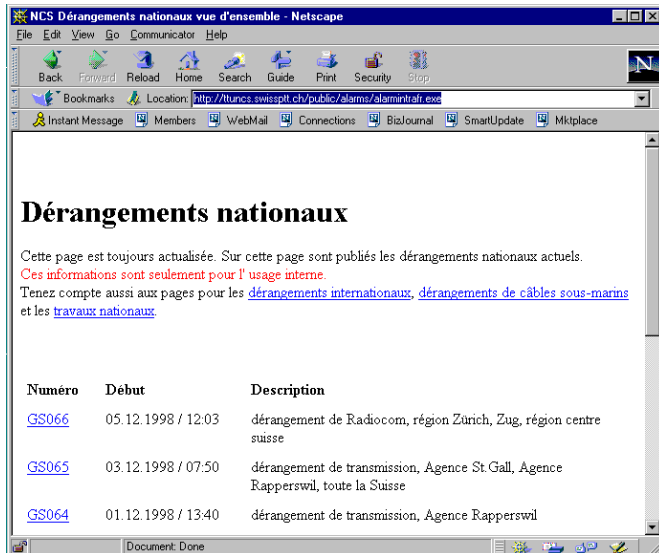 NCS Dérangements nationaux vue d'ensemble - Netscape
File Edit View Go Communicator Help
Back Forward Reload Home Search Guide Print Security Stop
N
Bookmarks Location: http://ttuncs.swissptt.ch/public/alarms/alarmintrafr.exe
Instant Message Members WebMail Connections BizJournal SmartUpdate Mktplace
Dérangements nationaux
Cette page est toujours actualisée. Sur cette page sont publiés les dérangements nationaux actuels.
Ces informations sont seulement pour l' usage interne.
Tenez compte aussi aux pages pour les dérangements internationaux, dérangements de câbles sous-marins
et les travaux nationaux.
Numéro Début Description
GS066 05.12.1998 / 12:03 dérangement de Radiocom, région Zürich, Zug, région centre
suisse
GS065 03.12.1998 / 07:50 dérangement de transmission, Agence St.Gall, Agence
Rapperswil, toute la Suisse
GS064 01.12.1998 / 13:40 dérangement de transmission, Agence Rapperswil
Document: Done